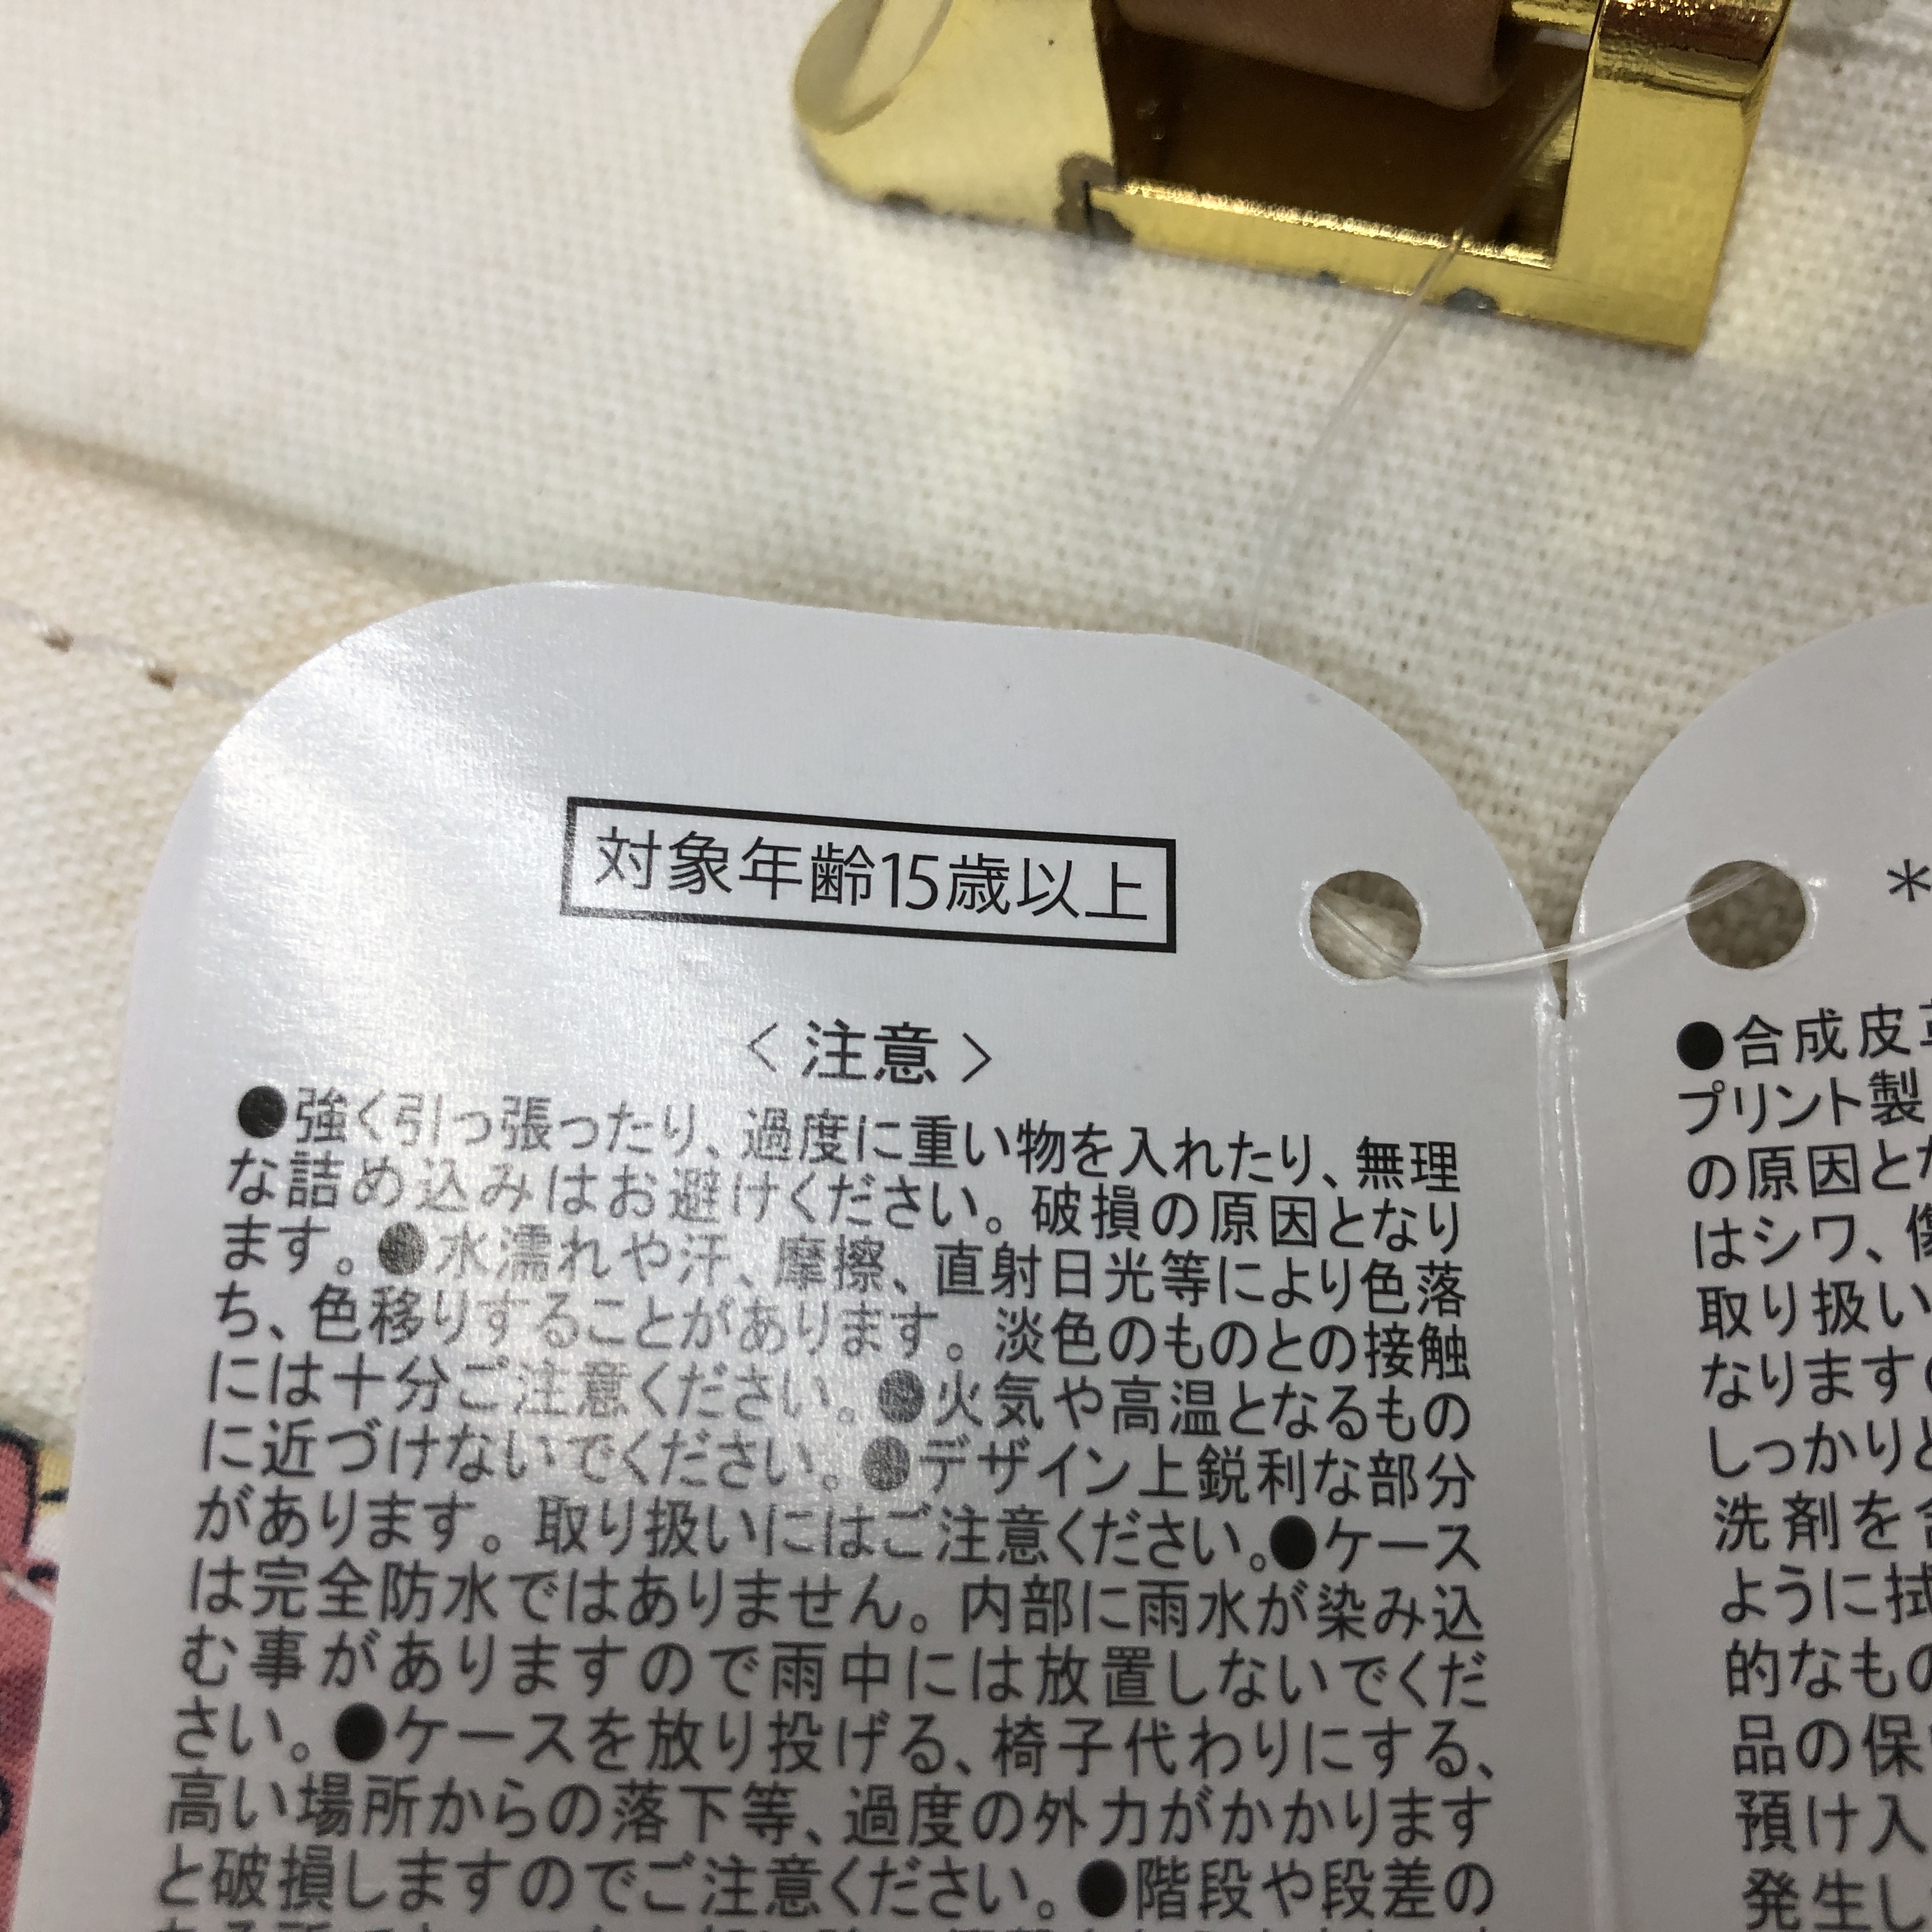 対象年齢15歳以上
＜注意＞
●強く引っ張ったり、過度に重い物を入れたり、無理
な詰め込みはお避けください。破損の原因となり
ます。●水濡れや汗、摩擦、直射日光等により色落
ち、色移りすることがあります。淡色のものとの接触
には十分ご注意ください。●火気や高温となるもの
に近づけないでください。●デザイン上鋭利な部分
があります。取り扱いにはご注意ください。●ケース
は完全防水ではありません。内部に雨水が染み込
む事がありますので雨中には放置しないでくだ
さい。●ケースを放り投げる、椅子代わりにする、
高い場所からの落下等、過度の外力がかかります
と破損しますのでご注意ください。●階段や段差の
＊
●合成皮革
プリント製
の原因とな
はシワ、傷
取り扱い
なります
しっかりと
洗剤を含
ように拭
的なもの
品の保
預け入
発生し